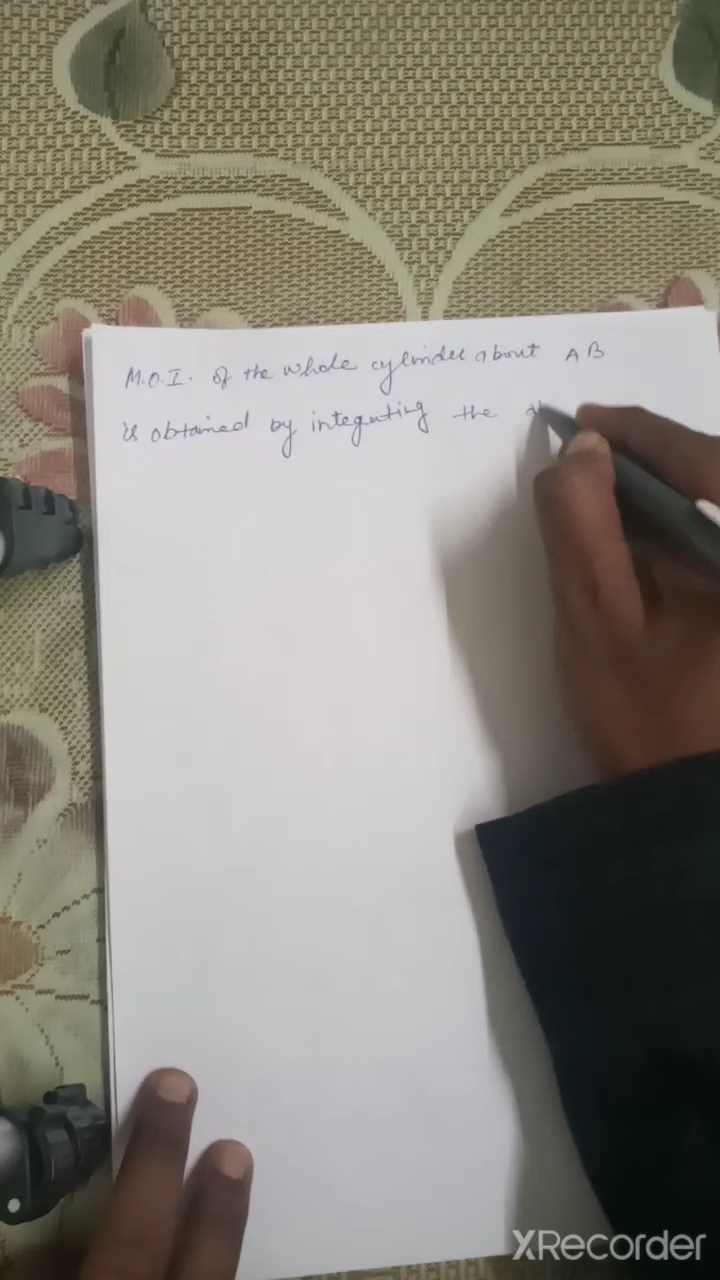 M.O.I. of the whole cylinder about AB
is obtained by integrating the
XRecorder